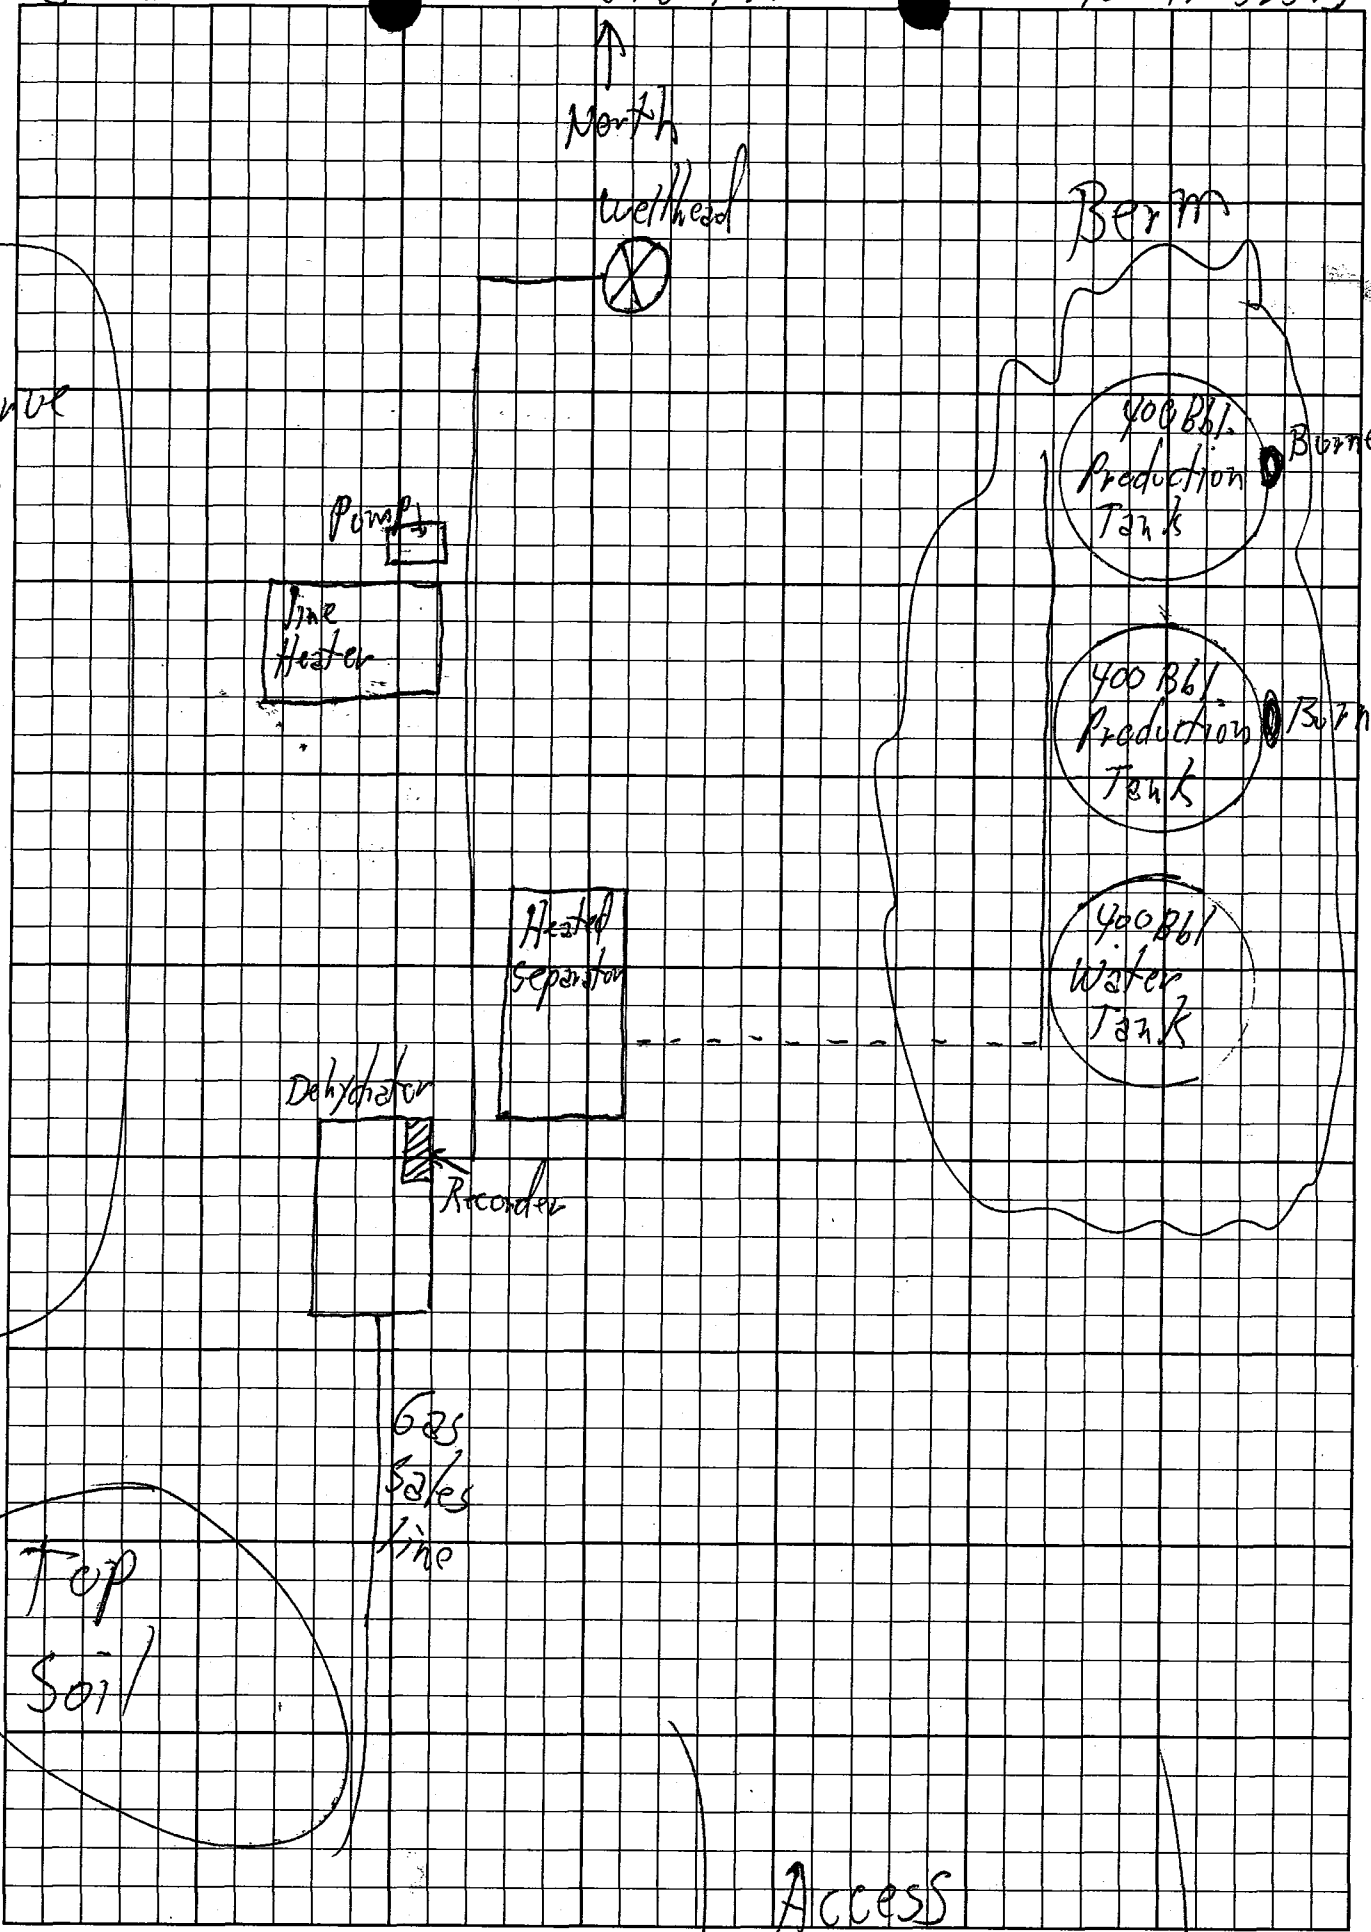 North
Wellhead
Berm
400 Bbl.
Production
Tank
Pump
Line
Heater
400 Bbl.
Production
Tank
Heated
Separator
400 Bbl
Water
Tank
Dehydrator
Recorder
Gas
Sales
Line
Top
Soil
Access